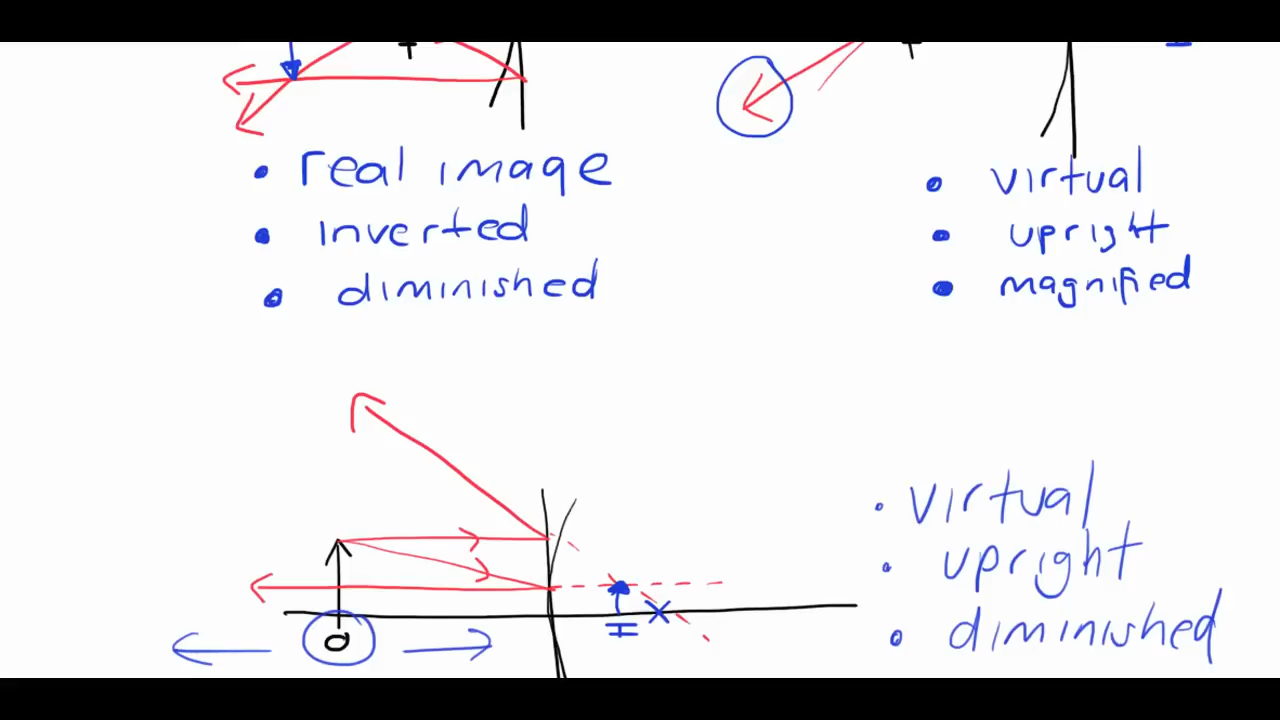 • real image
• inverted
• diminished
• virtual
• upright
• magnified
• virtual
• upright
• diminished
I
o